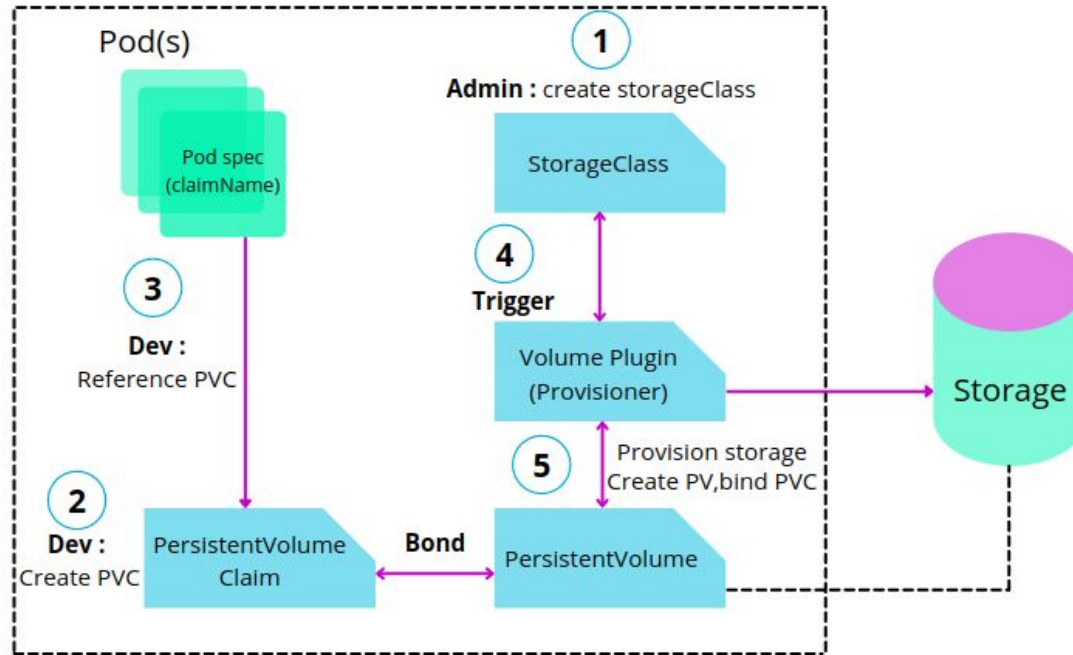 Pod(s)
1
Admin : create storageClass
Pod spec
(claimName)
StorageClass
3
4
Trigger
Dev :
Reference PVC
Volume Plugin
(Provisioner)
Storage
5
Provision storage
Create PV,bind PVC
2
Dev :
Create PVC
PersistentVolume
Claim
Bond
PersistentVolume